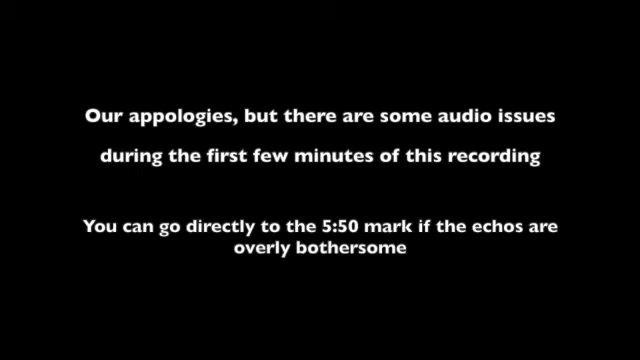 Our appologies, but there are some audio issues
during the first few minutes of this recording
You can go directly to the 5:50 mark if the echos are
overly bothersome